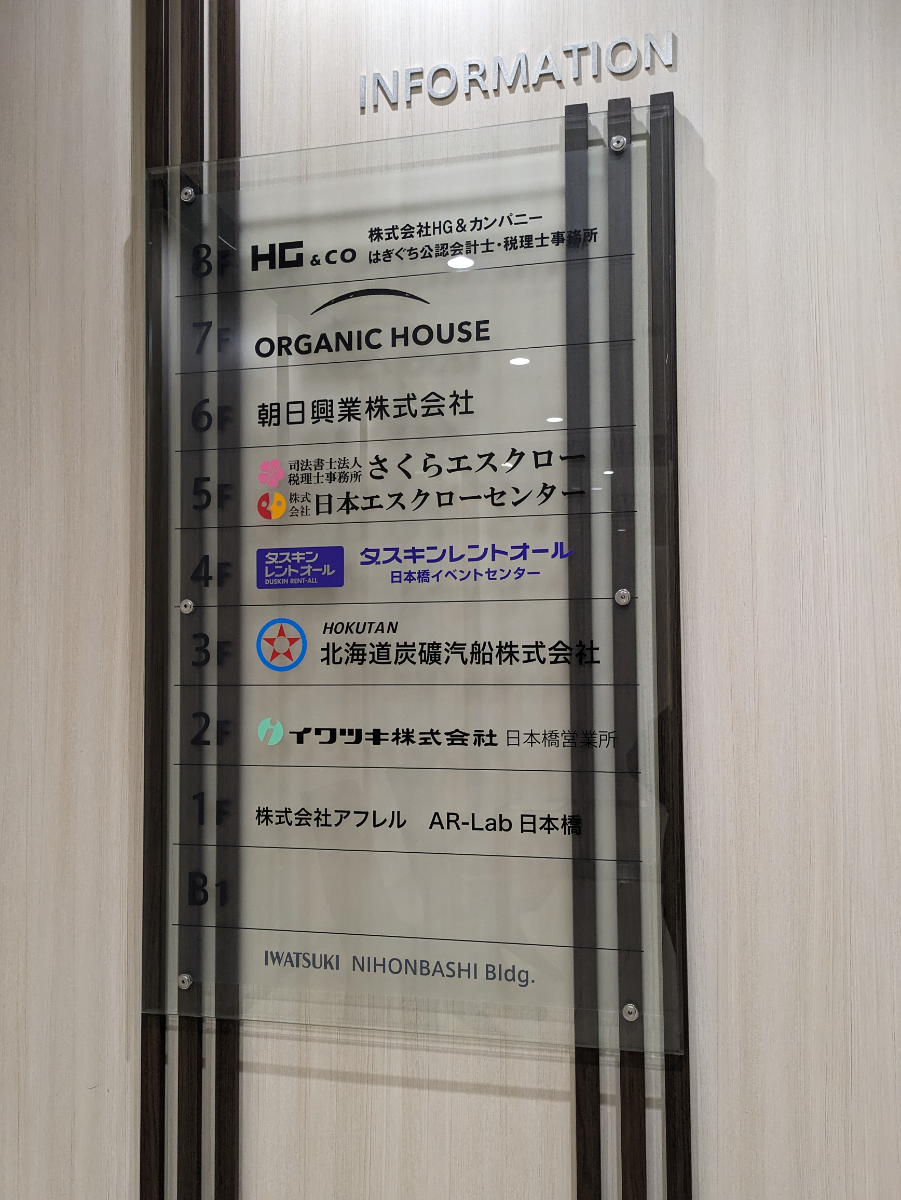 INFORMATION
8F HG & CO 株式会社HG&カンパニー
はぎぐち公認会計士・税理士事務所
7F ORGANIC HOUSE
6F 朝日興業株式会社
5F 司法書士法人 税理士事務所 さくらエスクロー
株式会社 日本エスクローセンター
4F ダスキン レントオール DUSKIN RENT-ALL ダスキンレントオール
日本橋イベントセンター
3F HOKUTAN
北海道炭礦汽船株式会社
2F イワツキ株式会社 日本橋営業所
1F 株式会社アフレル AR-Lab 日本橋
B1
IWATSUKI NIHONBASHI Bldg.